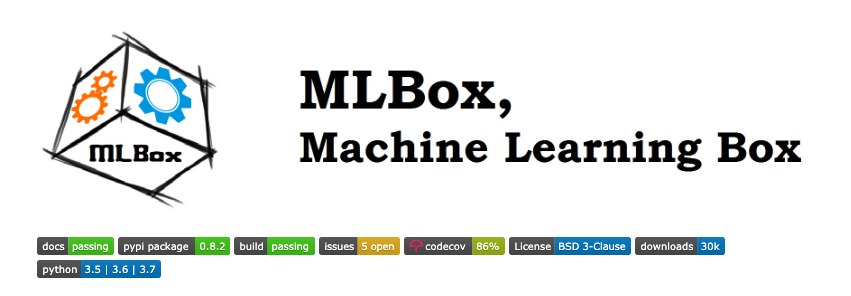 MLBox
MLBox,
Machine Learning Box
docs passing pypi package 0.8.2 build passing issues 5 open codecov 86% License BSD 3-Clause downloads 30k
python 3.5 | 3.6 | 3.7